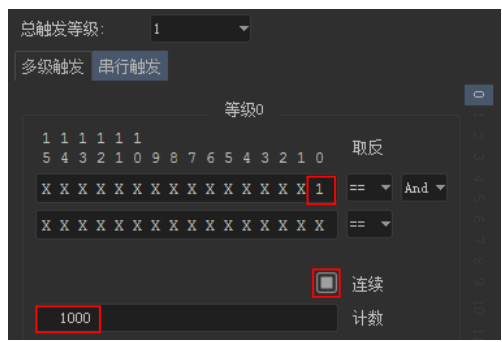 总触发等级: 1
多级触发 串行触发
等级0
1 1 1 1 1 1
5 4 3 2 1 0 9 8 7 6 5 4 3 2 1 0 取反
X X X X X X X X X X X X X X X 1 == And
X X X X X X X X X X X X X X X X ==
连续
1000 计数